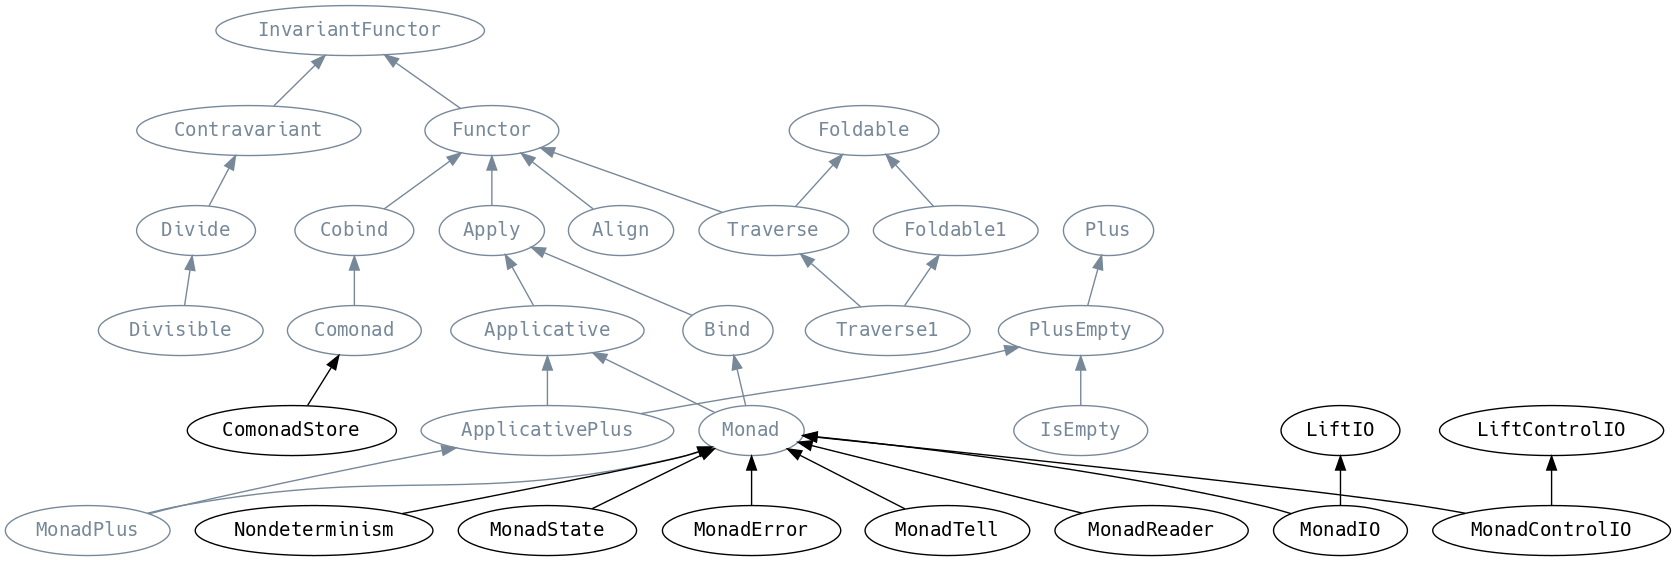 InvariantFunctor
Contravariant
Functor
Foldable
Divide
Cobind
Apply
Align
Traverse
Foldable1
Plus
Divisible
Comonad
Applicative
Bind
Traverse1
PlusEmpty
ComonadStore
ApplicativePlus
Monad
IsEmpty
LiftIO
LiftControlIO
MonadPlus
Nondeterminism
MonadState
MonadError
MonadTell
MonadReader
MonadIO
MonadControlIO